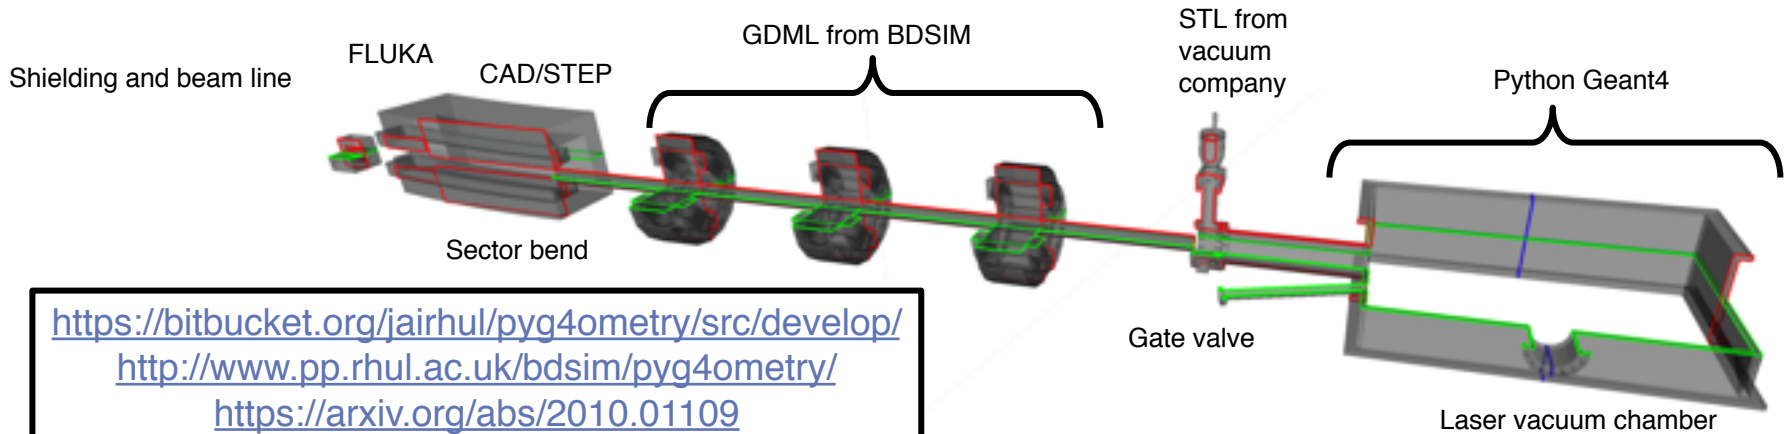 Shielding and beam line
FLUKA
CAD/STEP
GDML from BDSIM
STL from
vacuum
company
Python Geant4
Sector bend
Gate valve
Laser vacuum chamber
https://bitbucket.org/jairhul/pyg4ometry/src/develop/
http://www.pp.rhul.ac.uk/bdsim/pyg4ometry/
https://arxiv.org/abs/2010.01109